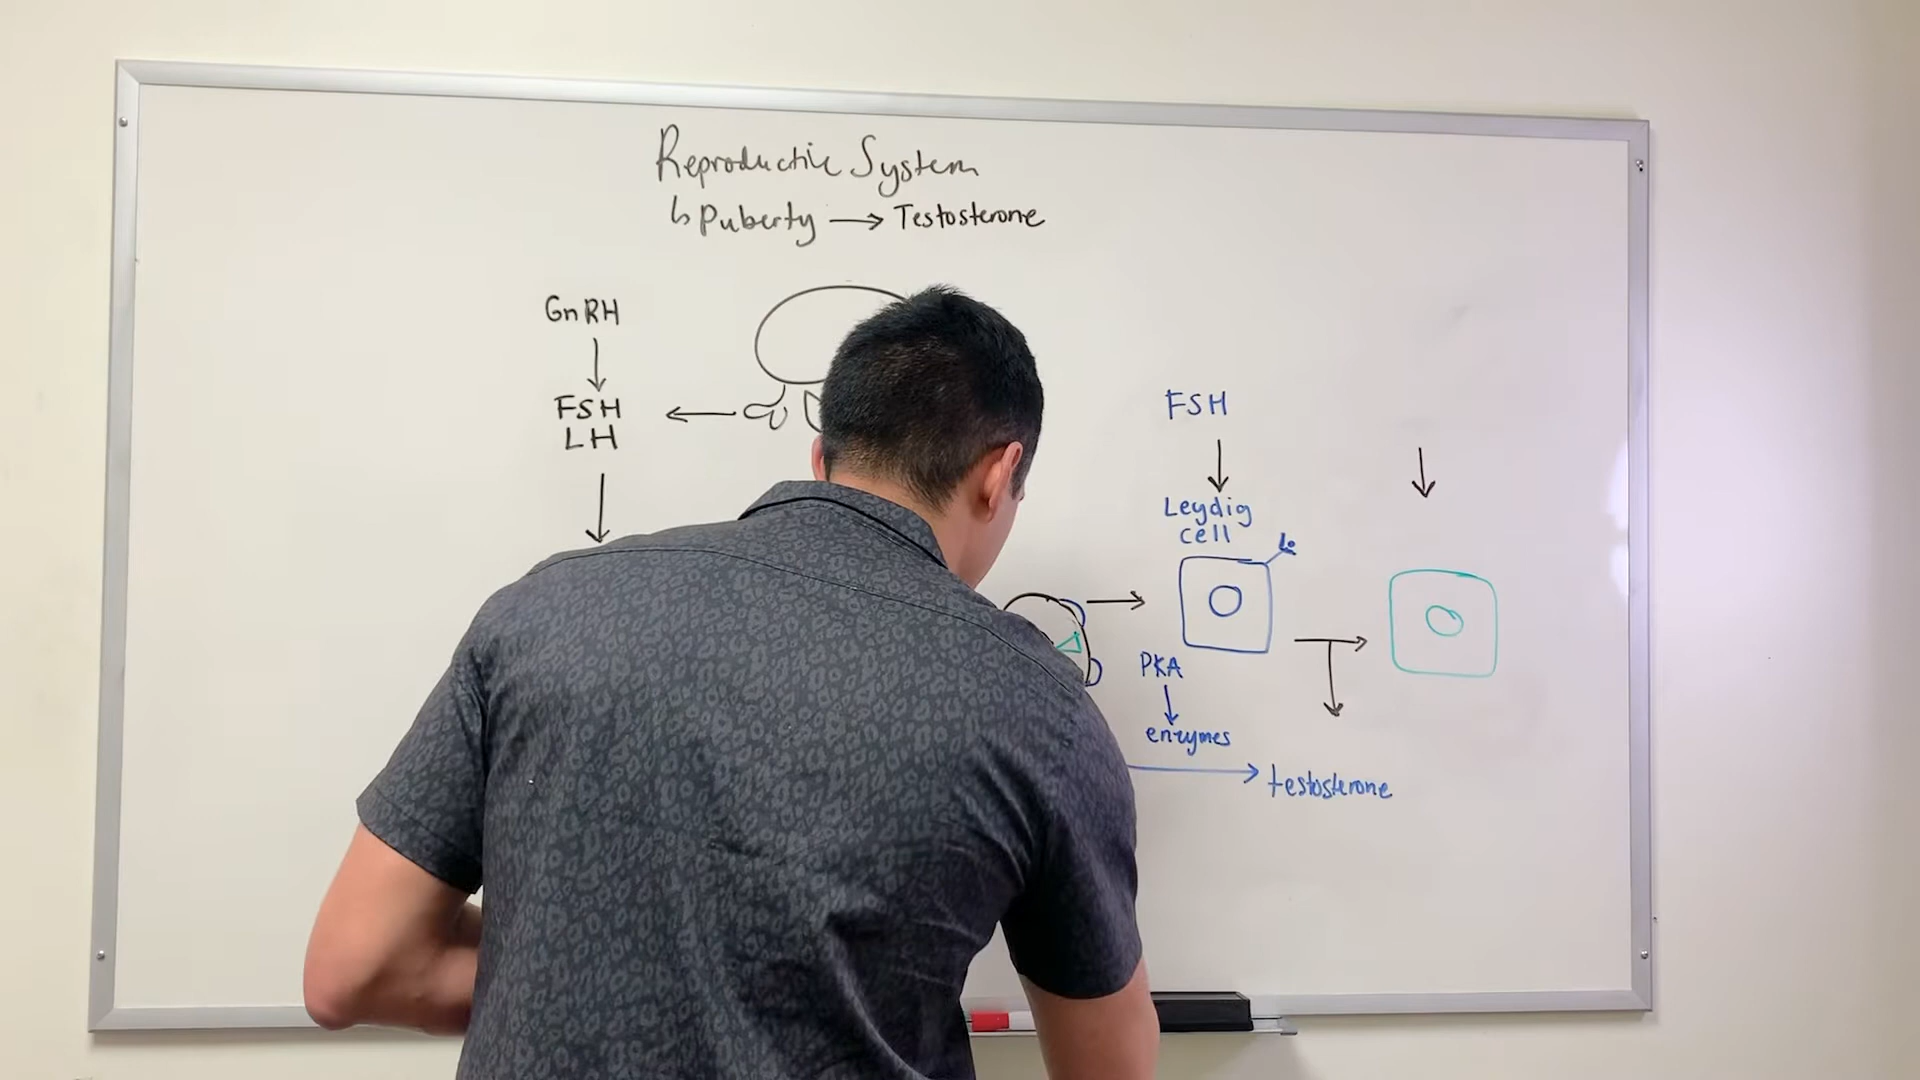 Reproductive System
↳ Puberty → Testosterone
GnRH
FSH
LH
FSH
Leydig
cell
PKA
enzymes
testosterone